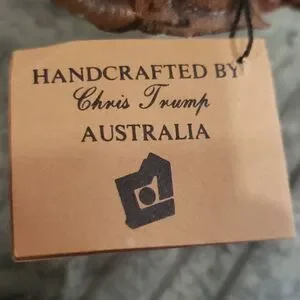 HANDCRAFTED BY
Chris Trump
AUSTRALIA